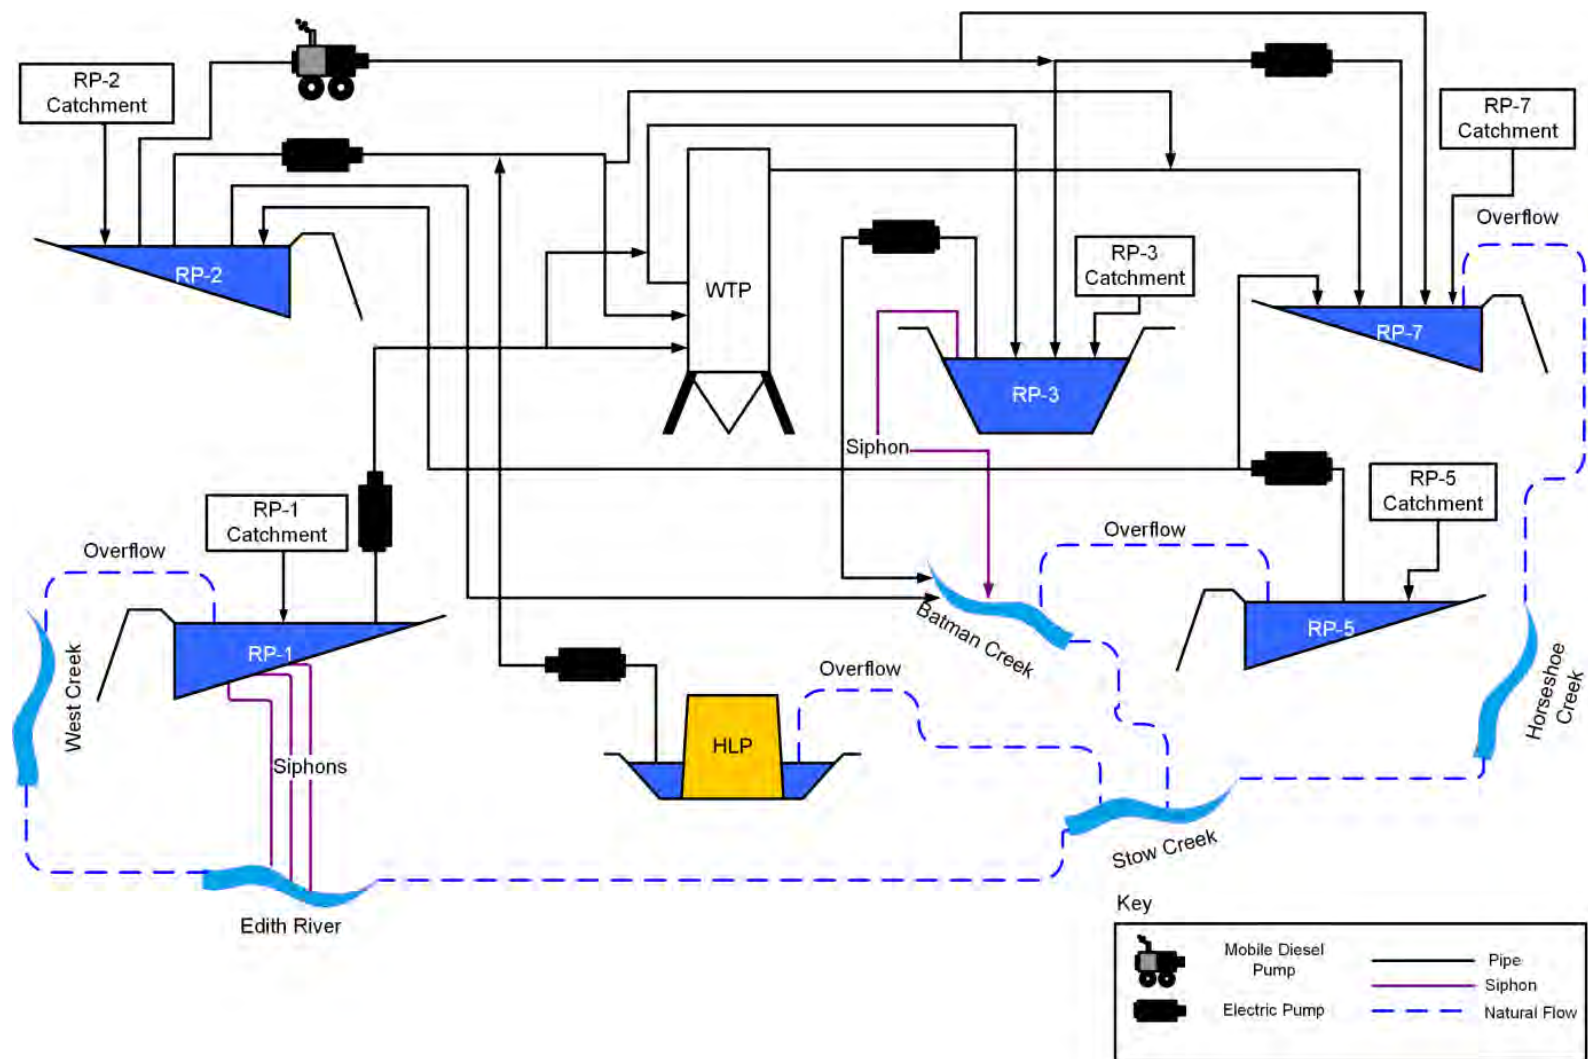 RP-2
Catchment
RP-7
Catchment
Overflow
RP-2
WTP
RP-3
Catchment
RP-7
RP-3
Siphon
RP-1
Catchment
RP-5
Catchment
Overflow
Overflow
RP-1
Batman Creek
RP-5
West Creek
Overflow
Horseshoe
Creek
HLP
Siphons
Stow Creek
Edith River
Key
Mobile Diesel
Pump
Pipe
Siphon
Electric Pump
Natural Flow